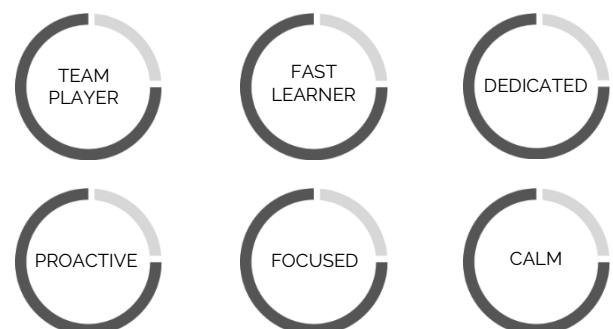 TEAM
PLAYER
FAST
LEARNER
DEDICATED
PROACTIVE
FOCUSED
CALM